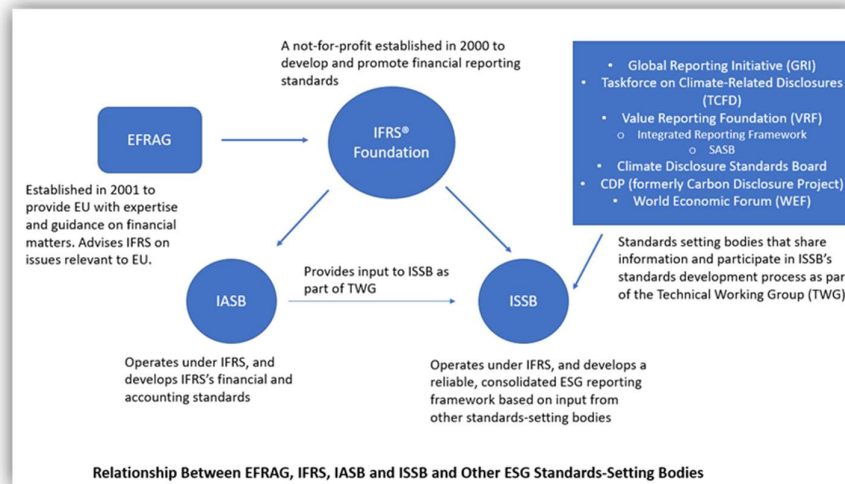 A not-for-profit established in 2000 to
develop and promote financial reporting
standards
EFRAG
IFRS®
Foundation
• Global Reporting Initiative (GRI)
• Taskforce on Climate-Related Disclosures
(TCFD)
• Value Reporting Foundation (VRF)
o Integrated Reporting Framework
o SASB
• Climate Disclosure Standards Board
• CDP (formerly Carbon Disclosure Project)
• World Economic Forum (WEF)
Established in 2001 to
provide EU with expertise
and guidance on financial
matters. Advises IFRS on
issues relevant to EU.
Standards setting bodies that share
information and participate in ISSB's
standards development process as par
of the Technical Working Group (TWG)
IASB
Provides input to ISSB as
part of TWG
ISSB
Operates under IFRS, and
develops IFRS's financial and
accounting standards
Operates under IFRS, and develops a
reliable, consolidated ESG reporting
framework based on input from
other standards-setting bodies
Relationship Between EFRAG, IFRS, IASB and ISSB and Other ESG Standards-Setting Bodies